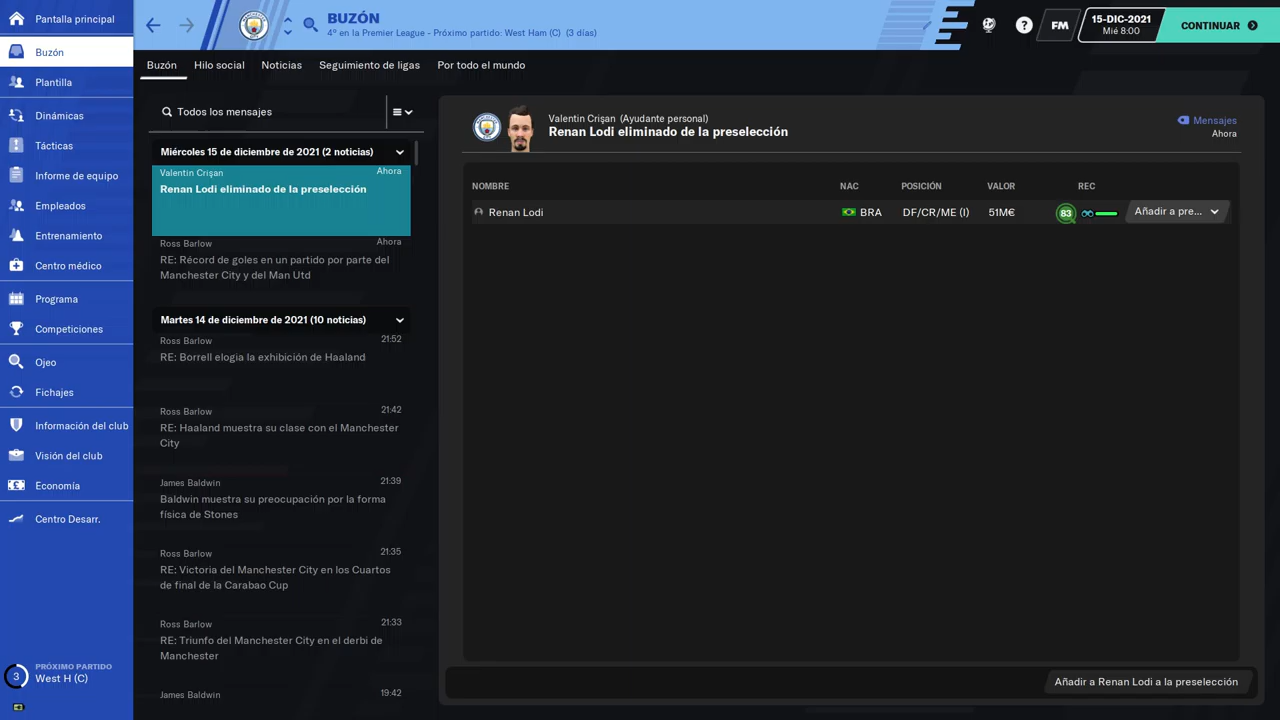 Pantalla principal
Buzón
Plantilla
Dinámicas
Tácticas
Informe de equipo
Empleados
Entrenamiento
Centro médico
Programa
Competiciones
Ojeo
Fichajes
Información del club
Visión del club
Economía
Centro Desarr.
PRÓXIMO PARTIDO
3
West H (C)
BUZÓN
4º en la Premier League - Próximo partido: West Ham (C) (3 días)
?
FM
15-DIC-2021
Mié 8:00
CONTINUAR
Buzón
Hilo social
Noticias
Seguimiento de ligas
Por todo el mundo
Todos los mensajes
Miércoles 15 de diciembre de 2021 (2 noticias)
Valentin Crişan
Ahora
Renan Lodi eliminado de la preselección
Ross Barlow
Ahora
RE: Récord de goles en un partido por parte del
Manchester City y del Man Utd
Martes 14 de diciembre de 2021 (10 noticias)
Ross Barlow
21:52
RE: Borrell elogia la exhibición de Haaland
Ross Barlow
21:42
RE: Haaland muestra su clase con el Manchester
City
James Baldwin
21:39
Baldwin muestra su preocupación por la forma
física de Stones
Ross Barlow
21:35
RE: Victoria del Manchester City en los Cuartos
de final de la Carabao Cup
Ross Barlow
21:33
RE: Triunfo del Manchester City en el derbi de
Manchester
James Baldwin
19:42
Valentin Crişan (Ayudante personal)
Renan Lodi eliminado de la preselección
Mensajes
Ahora
NOMBRE
NAC
POSICIÓN
VALOR
REC
Renan Lodi
BRA
DF/CR/ME (I)
51M€
83
Añadir a pre...
Añadir a Renan Lodi a la preselección